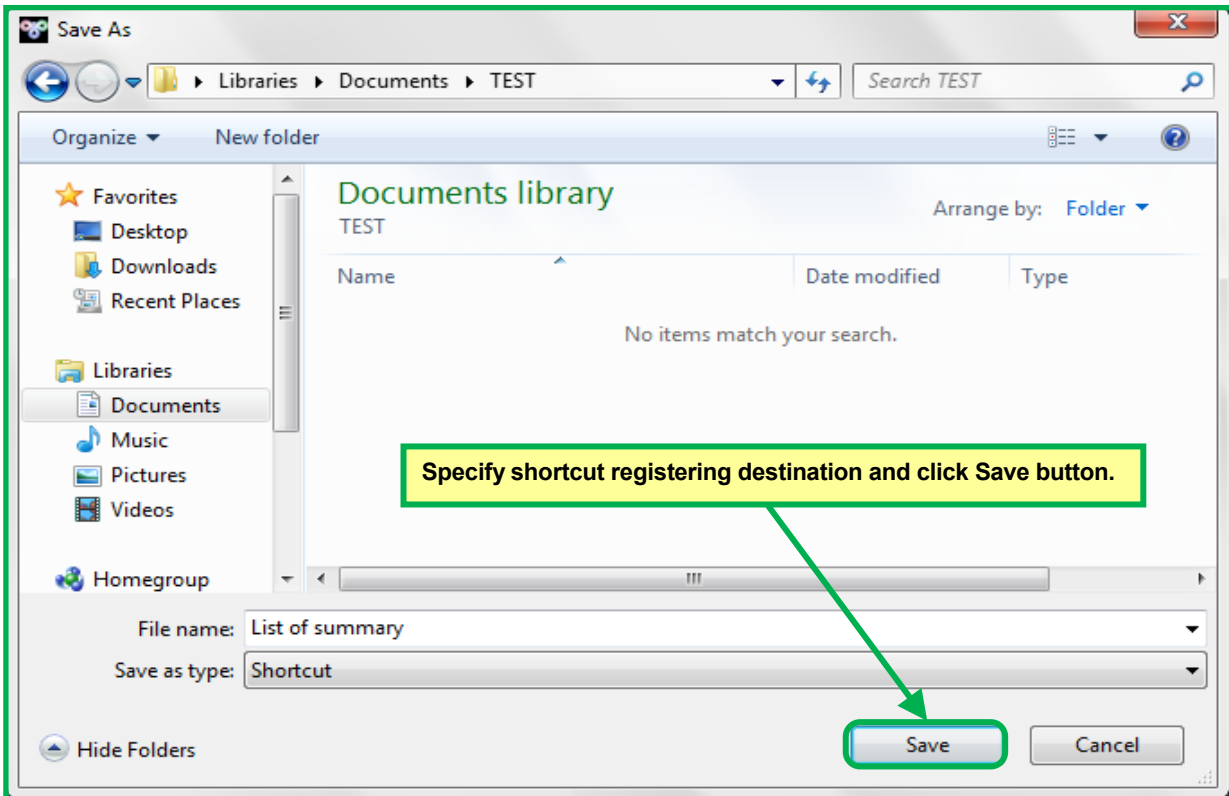 Save As
Libraries Documents TEST
Search TEST
Organize New folder
Favorites
Desktop
Downloads
Recent Places
Libraries
Documents
Music
Pictures
Videos
Homegroup
Documents library
TEST
Arrange by: Folder
Name Date modified Type
No items match your search.
Specify shortcut registering destination and click Save button.
File name: List of summary
Save as type: Shortcut
Hide Folders
Save Cancel